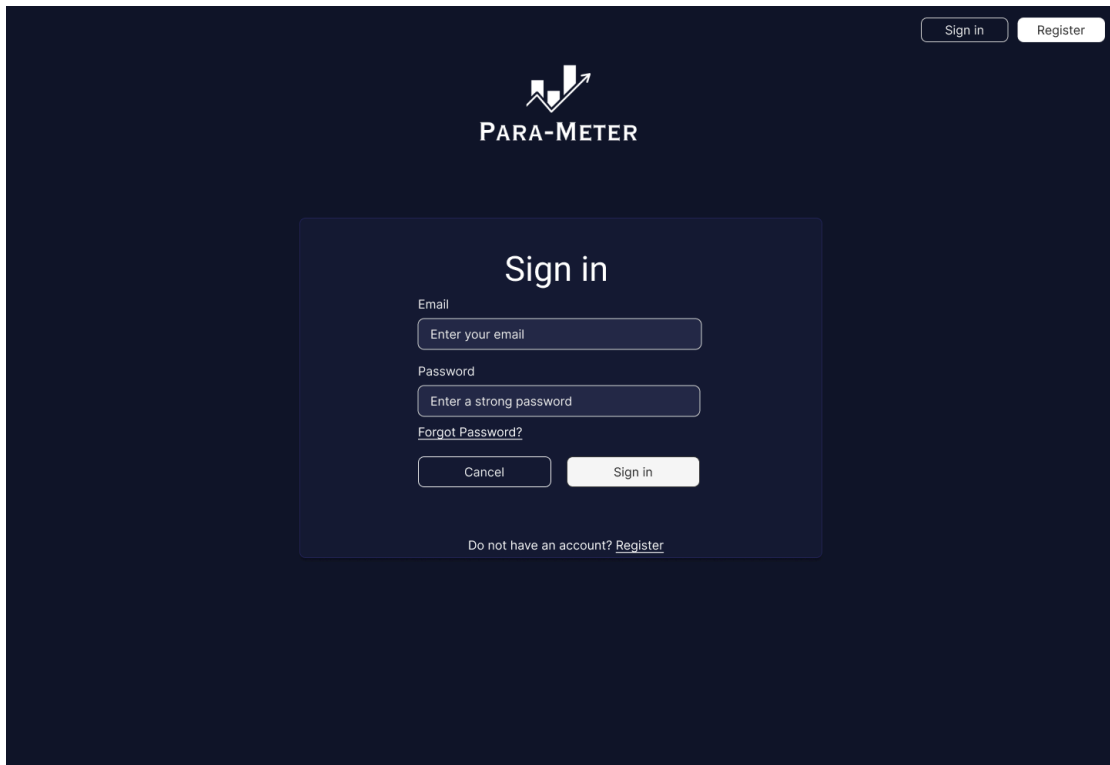 Sign in Register
PARA-METER
Sign in
Email
Enter your email
Password
Enter a strong password
Forgot Password?
Cancel Sign in
Do not have an account? Register